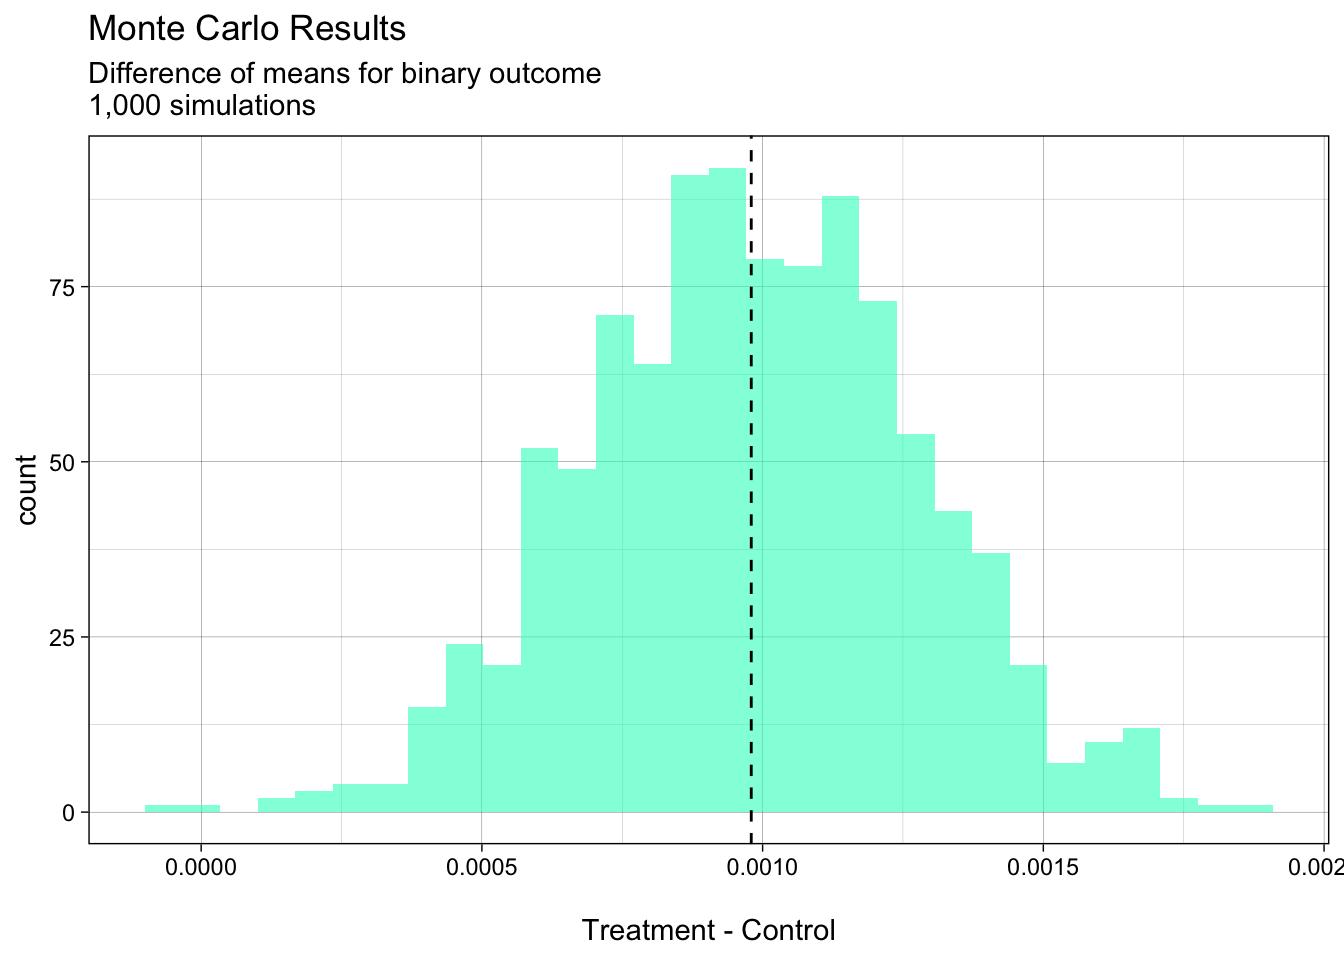 Monte Carlo Results
Difference of means for binary outcome
1,000 simulations
count
75
50
25
0
0.0000 0.0005 0.0010 0.0015 0.002
Treatment - Control